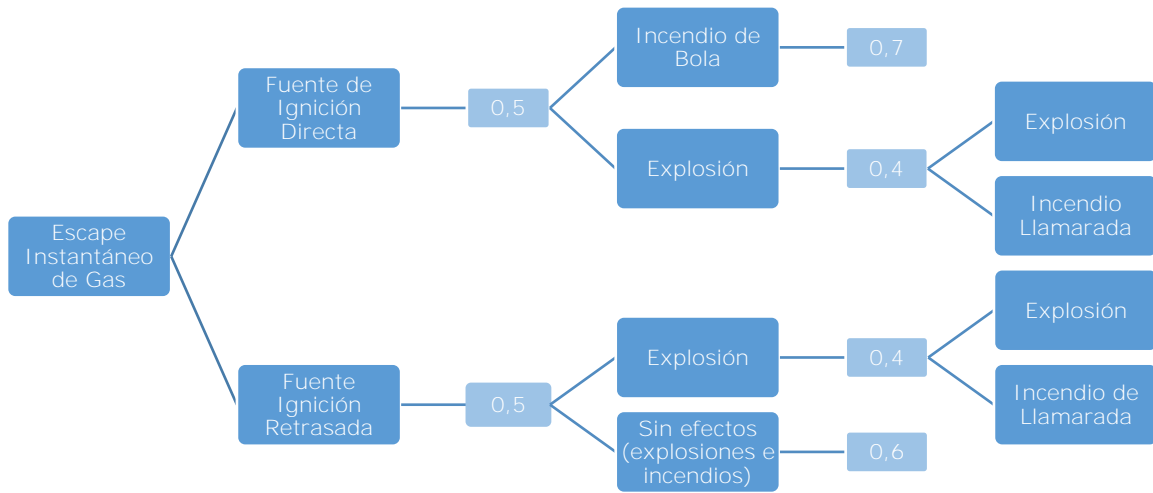 Escape
Instantáneo
de Gas
Fuente de
Ignición
Directa
0,5
Incendio de
Bola
0,7
Explosión
0,4
Explosión
Incendio
Llamarada
Fuente
Ignición
Retrasada
0,5
Explosión
0,4
Explosión
Incendio de
Llamarada
Sin efectos
(explosiones e
incendios)
0,6